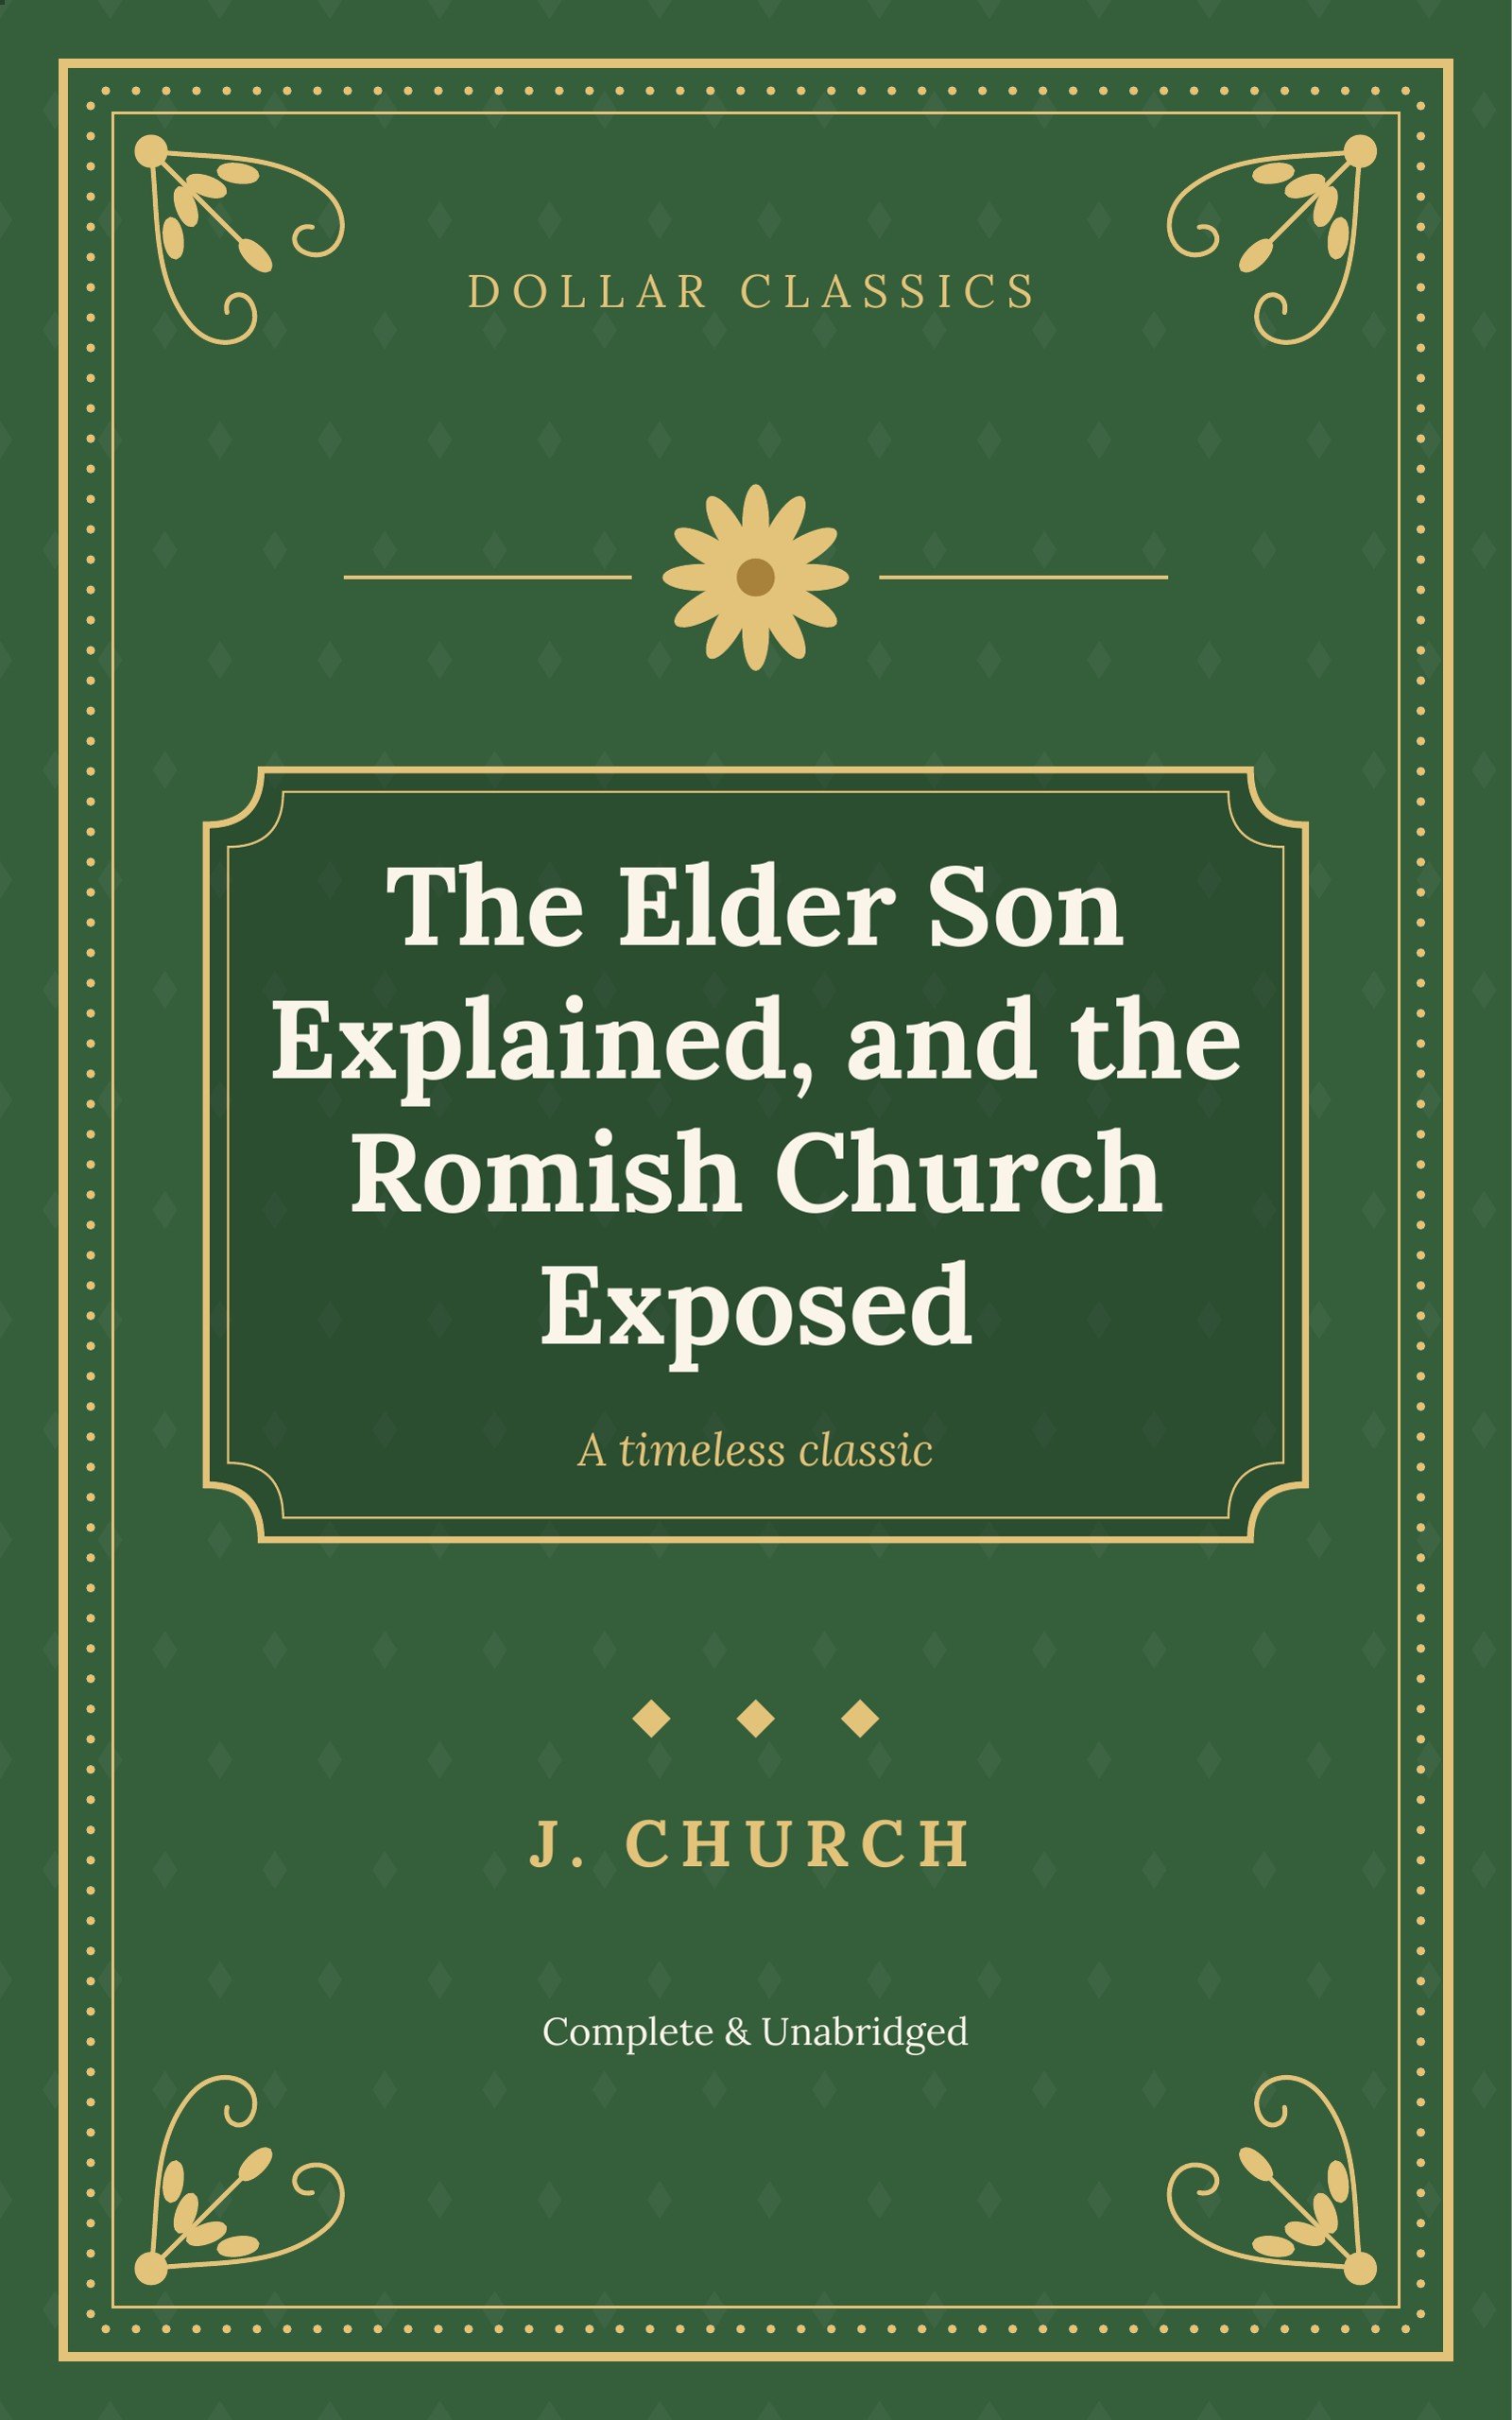 DOLLAR CLASSICS
The Elder Son
Explained, and the
Romish Church
Exposed
A timeless classic
J. CHURCH
Complete & Unabridged